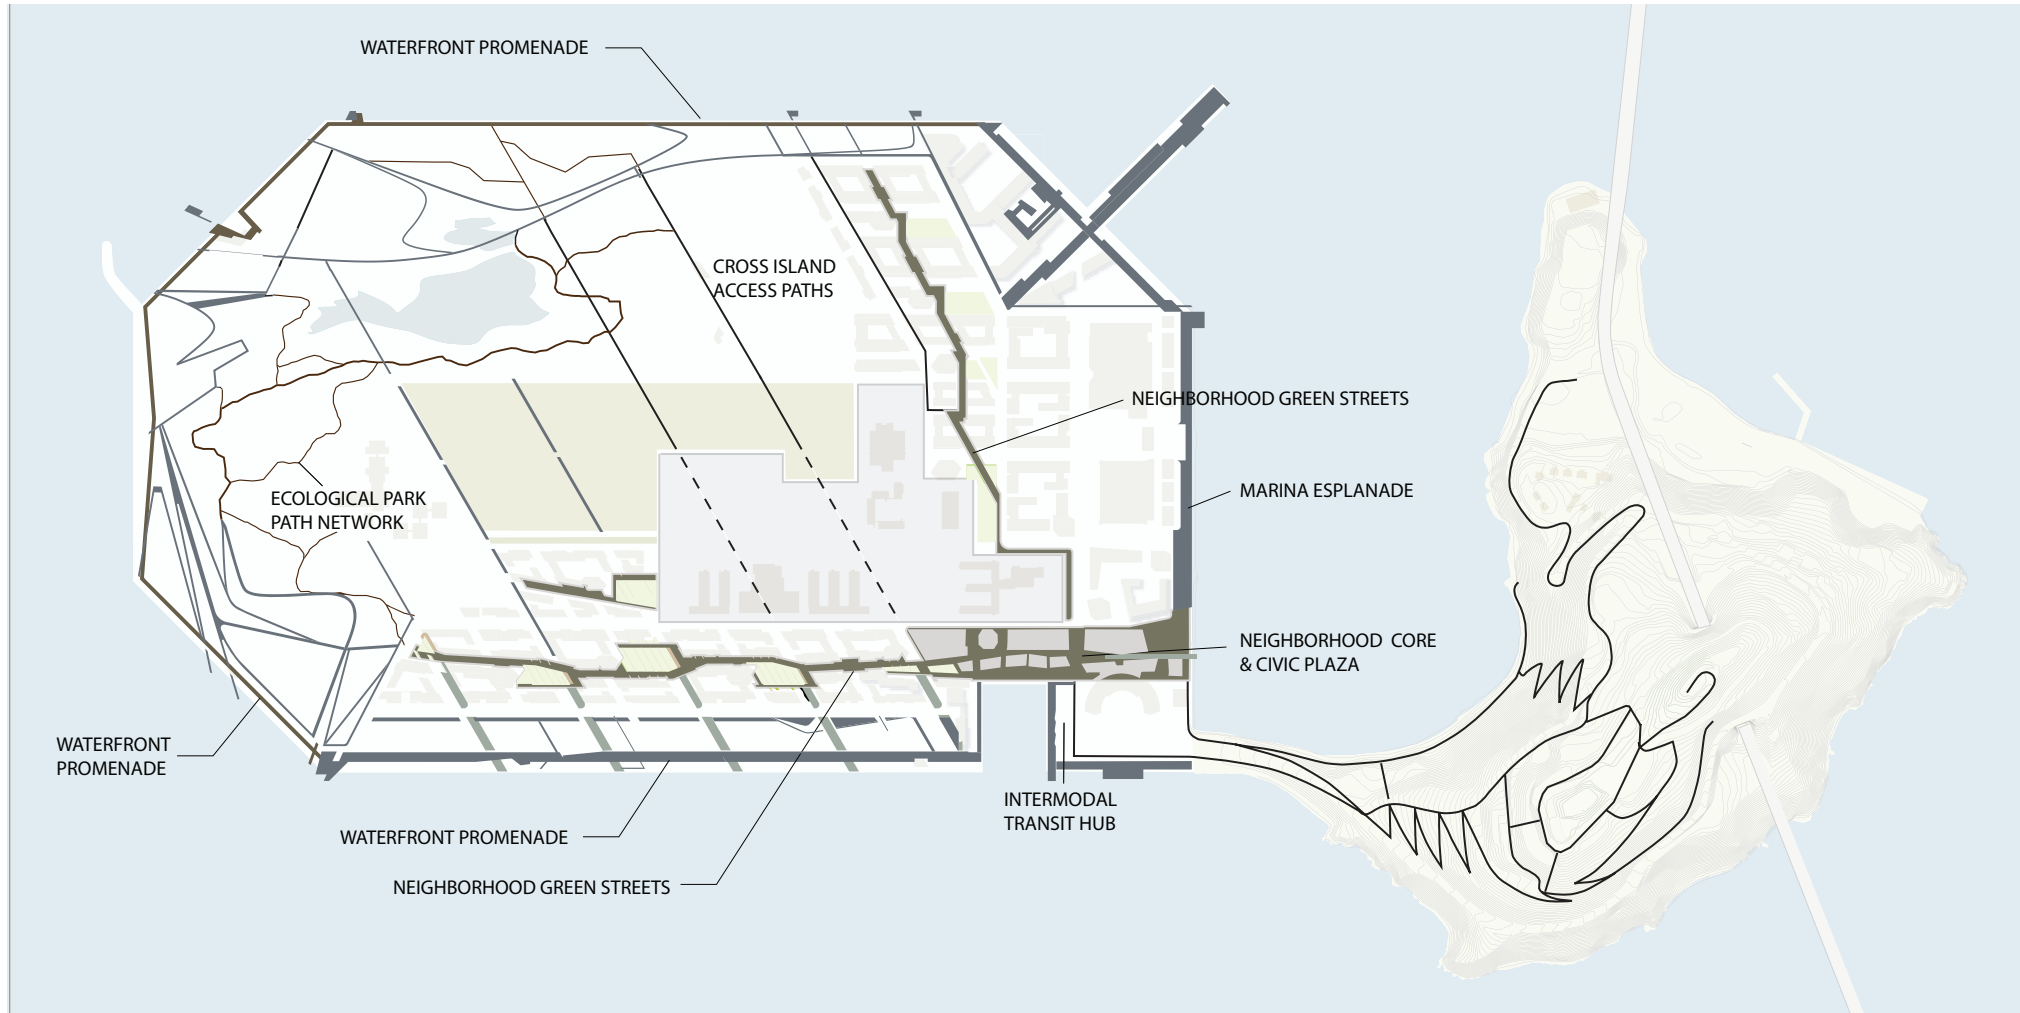 WATERFRONT PROMENADE
CROSS ISLAND
ACCESS PATHS
NEIGHBORHOOD GREEN STREETS
MARINA ESPLANADE
ECOLOGICAL PARK
PATH NETWORK
NEIGHBORHOOD CORE
& CIVIC PLAZA
WATERFRONT
PROMENADE
INTERMODAL
TRANSIT HUB
WATERFRONT PROMENADE
NEIGHBORHOOD GREEN STREETS